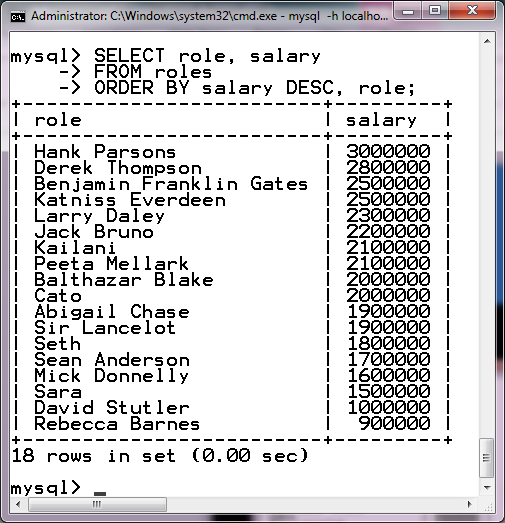 Administrator: C:\Windows\system32\cmd.exe - mysql -h localho...
mysql> SELECT role, salary
    -> FROM roles
    -> ORDER BY salary DESC, role;
+--------------------------+---------+
| role                     | salary  |
+--------------------------+---------+
| Hank Parsons             | 3000000 |
| Derek Thompson           | 2800000 |
| Benjamin Franklin Gates  | 2500000 |
| Katniss Everdeen         | 2500000 |
| Larry Daley              | 2300000 |
| Jack Bruno               | 2200000 |
| Kailani                  | 2100000 |
| Peeta Mellark            | 2100000 |
| Balthazar Blake          | 2000000 |
| Cato                     | 2000000 |
| Abigail Chase            | 1900000 |
| Sir Lancelot             | 1900000 |
| Seth                     | 1800000 |
| Sean Anderson            | 1700000 |
| Mick Donnelly            | 1600000 |
| Sara                     | 1500000 |
| David Stutler            | 1000000 |
| Rebecca Barnes           |  900000 |
+--------------------------+---------+
18 rows in set (0.00 sec)
mysql> _